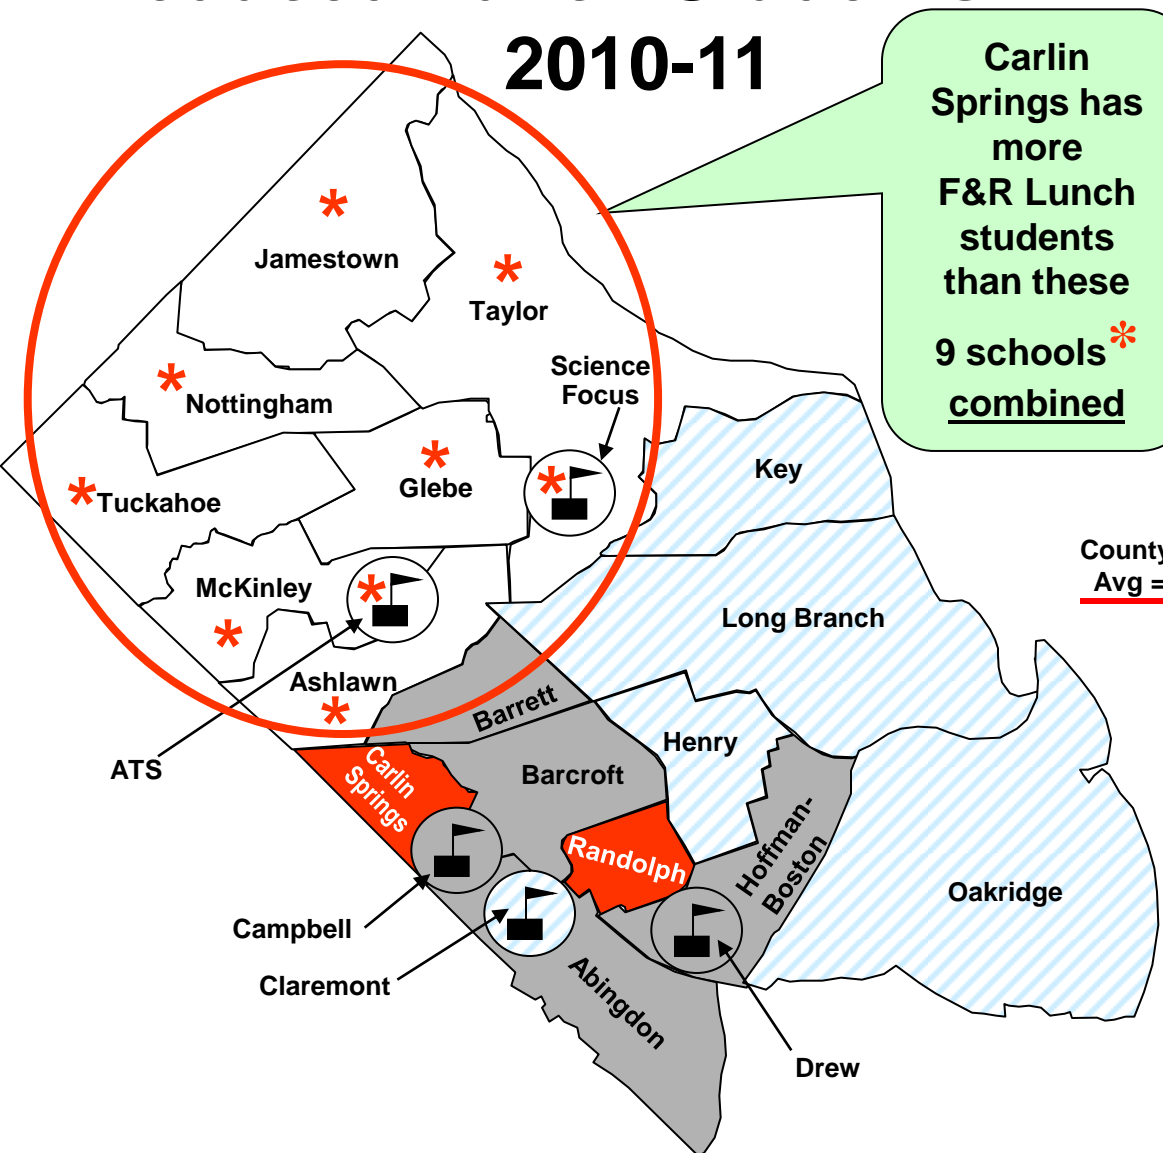 2010-11
Carlin
Springs has
more
F&R Lunch
students
than these
9 schools*
combined
Jamestown
Taylor
Science
Focus
Nottingham
Key
Glebe
Tuckahoe
County
Avg =
McKinley
Long Branch
Ashlawn
Barrett
Henry
ATS
Carlin
Springs
Barcroft
Hoffman-
Boston
Randolph
Oakridge
Campbell
Claremont
Abingdon
Drew